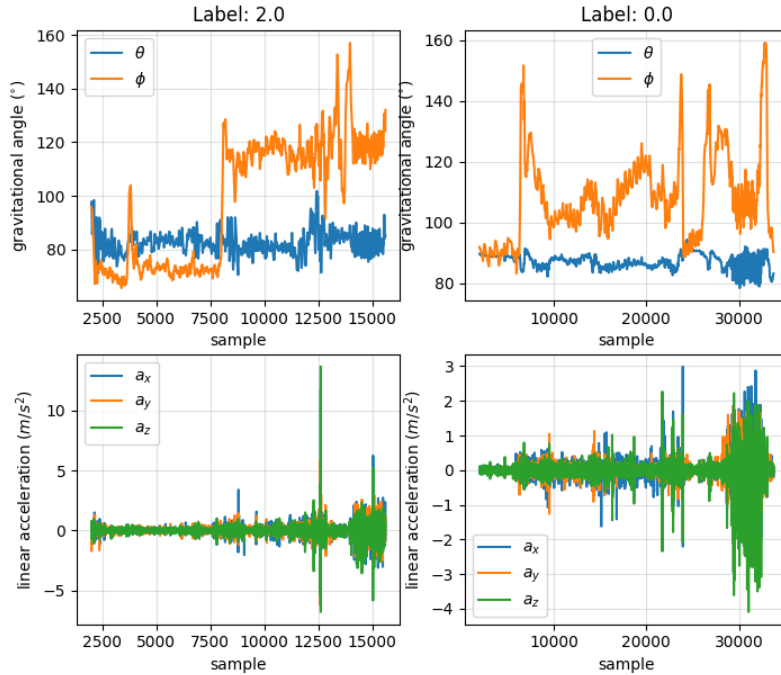 Label: 2.0
Label: 0.0
gravitational angle (°)
160
140
120
100
80
θ
ϕ
2500 5000 7500 10000 12500 15000
sample
gravitational angle (°)
160
140
120
100
80
θ
ϕ
10000 20000 30000
sample
linear acceleration (m/s²)
10
5
0
−5
aₓ
a_y
a_z
2500 5000 7500 10000 12500 15000
sample
linear acceleration (m/s²)
3
2
1
0
−1
−2
−3
−4
aₓ
a_y
a_z
10000 20000 30000
sample